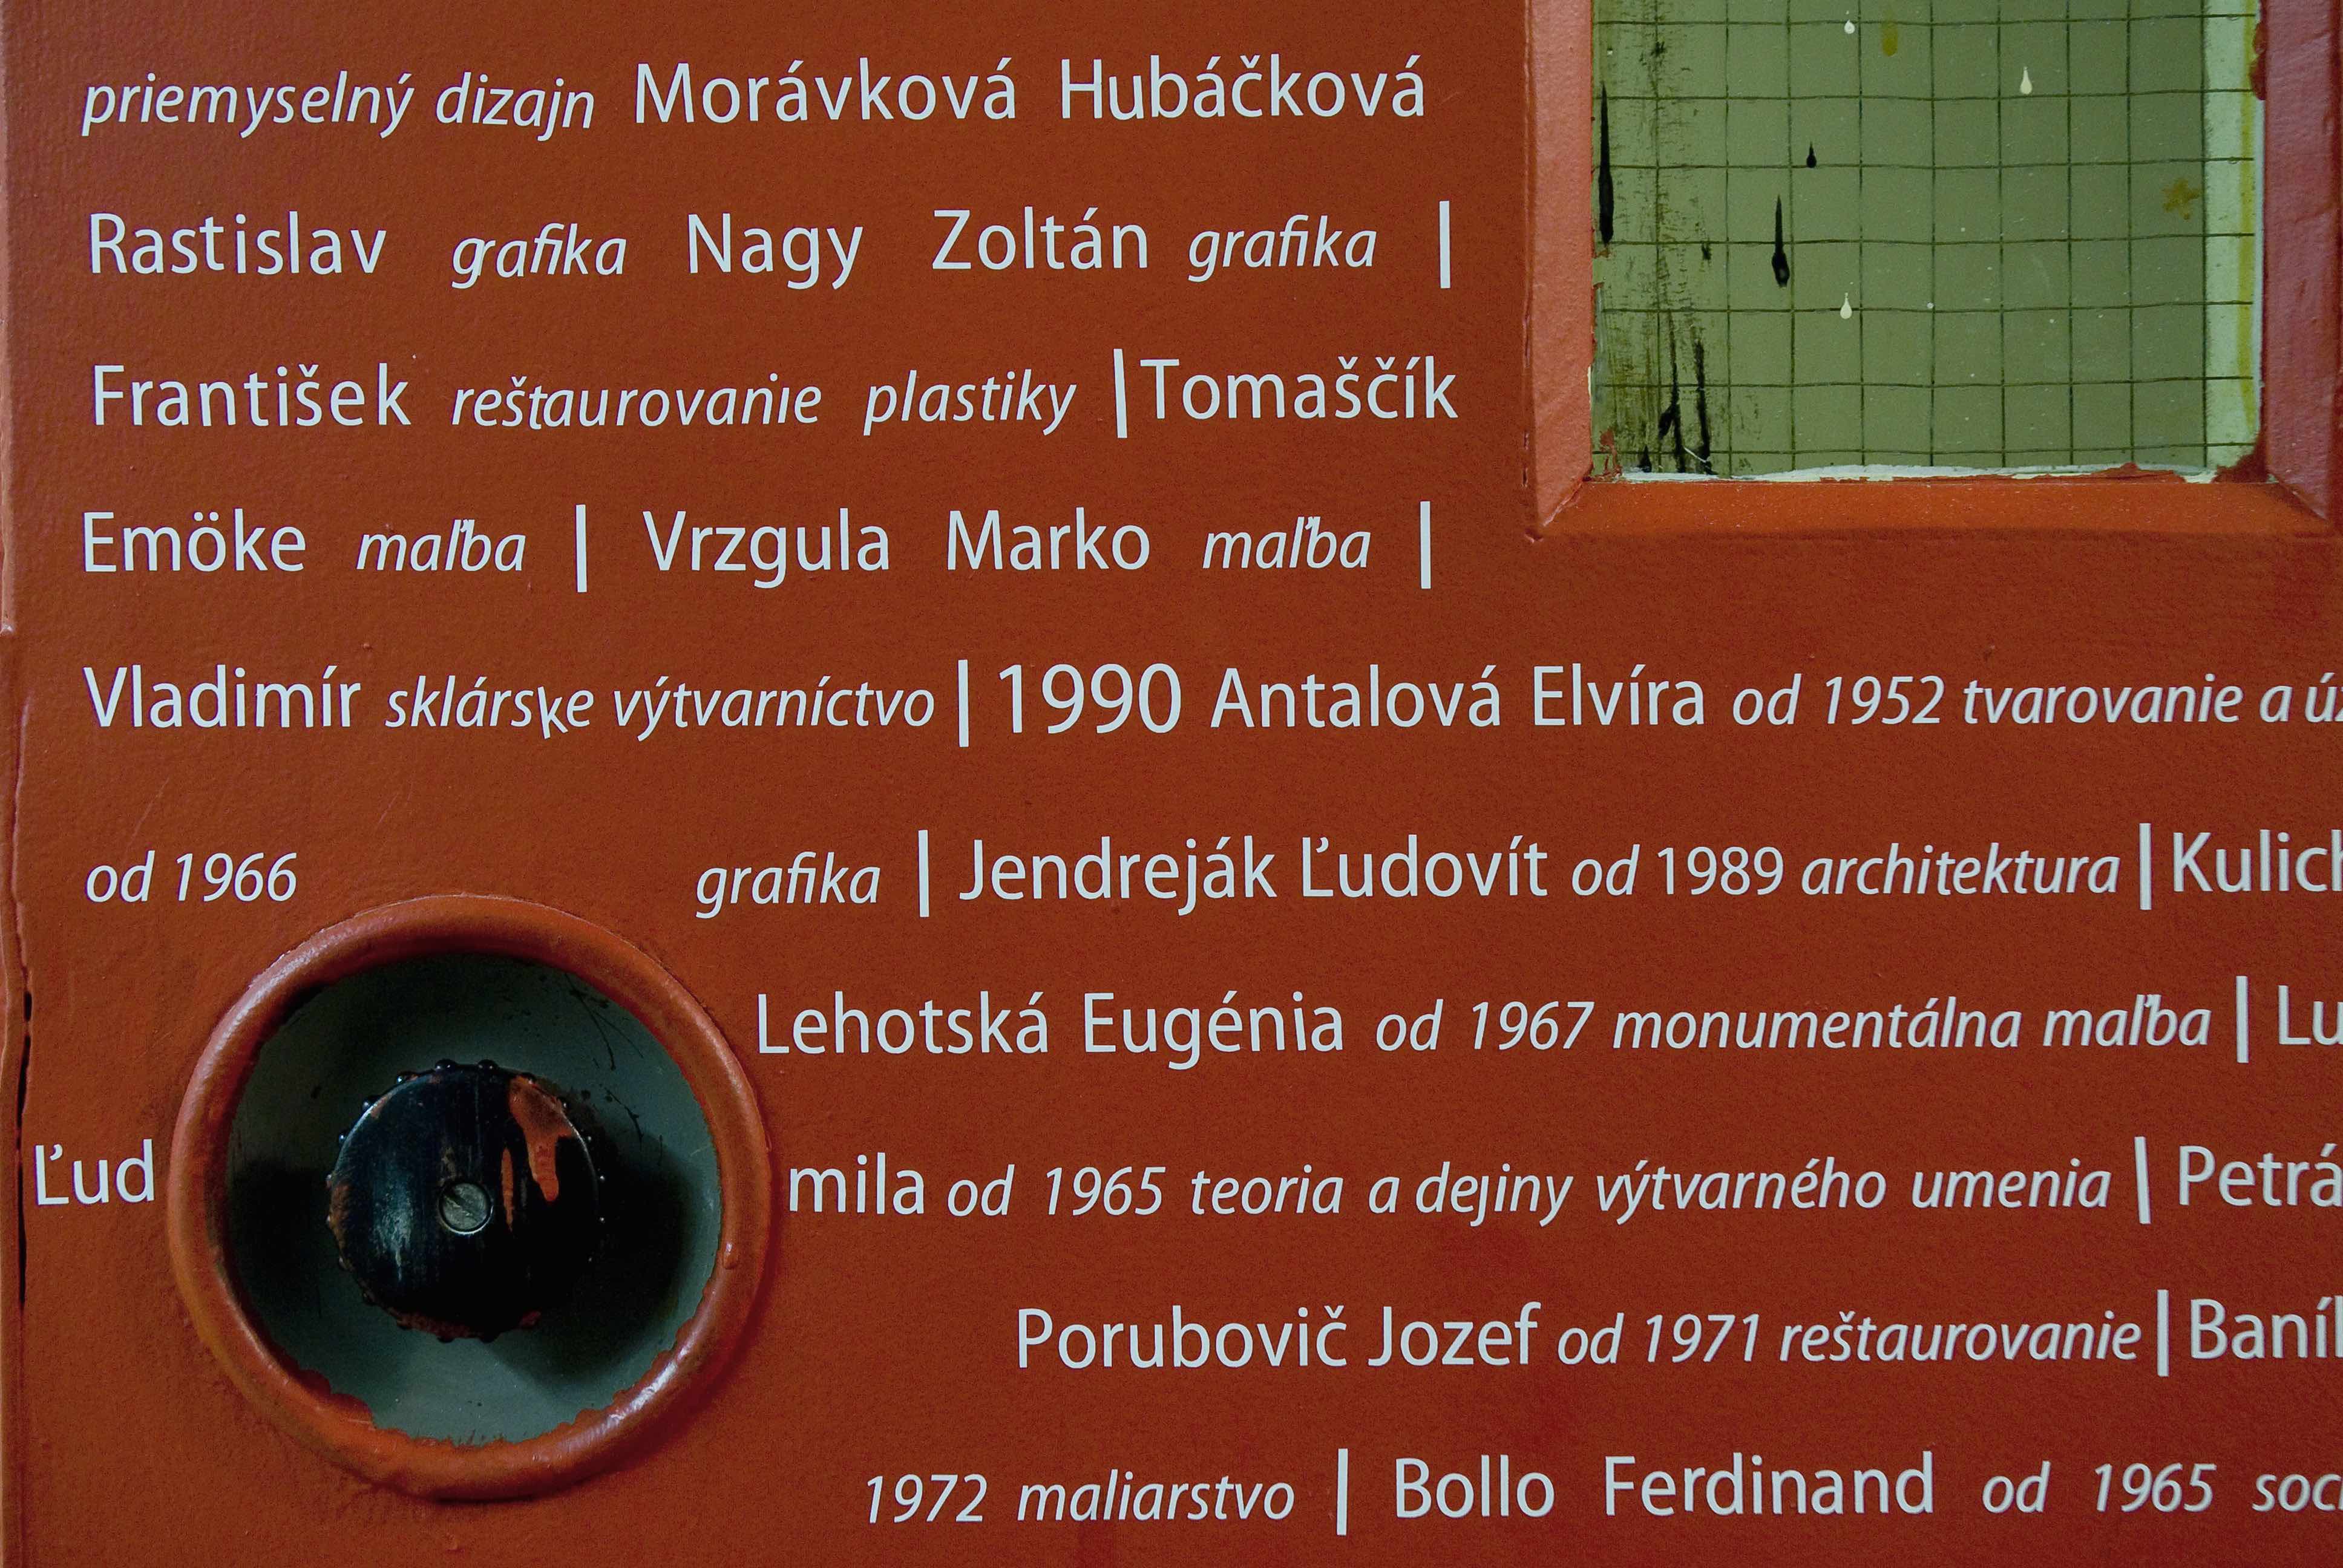 priemyselný dizajn Morávková Hubáčková
Rastislav grafika Nagy Zoltán grafika |
František reštaurovanie plastiky | Tomaščík
Emöke maľba | Vrzgula Marko maľba |
Vladimír sklárske výtvarníctvo | 1990 Antalová Elvíra od 1952 tvarovanie a
od 1966 grafika | Jendreják Ľudovít od 1989 architektura |
Lehotská Eugénia od 1967 monumentálna maľba |
Ľud mila od 1965 teoria a dejiny výtvarného umenia |
Porubovič Jozef od 1971 reštaurovanie |
1972 maliarstvo | Bollo Ferdinand od 1965